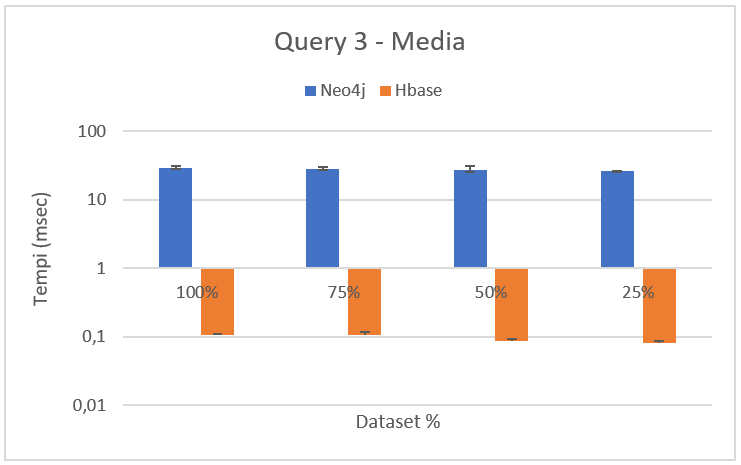 Query 3 - Media
Neo4j Hbase
100
10
1
0,1
0,01
Tempi (msec)
100% 75% 50% 25%
Dataset %